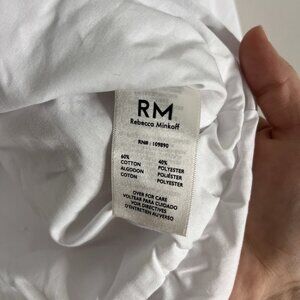 RM
Rebecca Minkoff
RN# : 109890
60% 40%
COTTON POLYESTER
ALGODON POLIÉSTER
COTON POLYESTER
OVER FOR CARE
VOLTEAR PARA CUIDADO
VOIR DIRECTIVES
D'ENTRETIEN AU VERSO